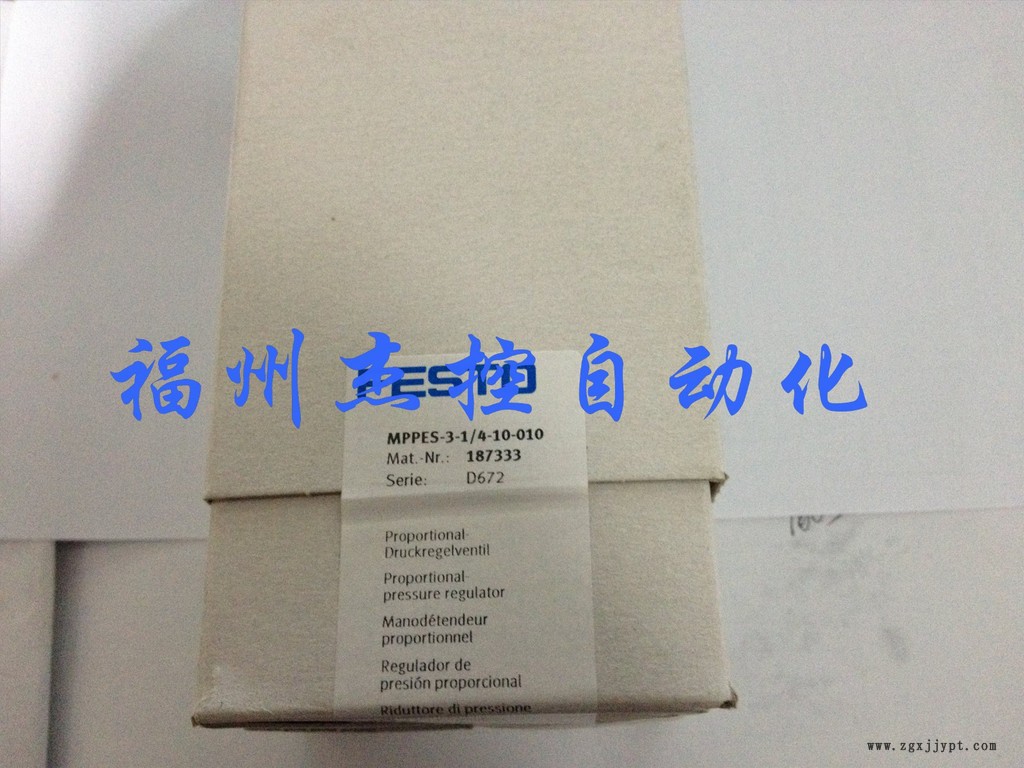 福州杰控自动化
FESTO
MPPES-3-1/4-10-010
Mat.-Nr.: 187333
Serie: D672
Proportional-
Druckregelventil
Proportional-
pressure regulator
Manodétendeur
proportionnel
Regulador de
presión proporcional
Riduttore di pressione
www.zgxjjypt.com